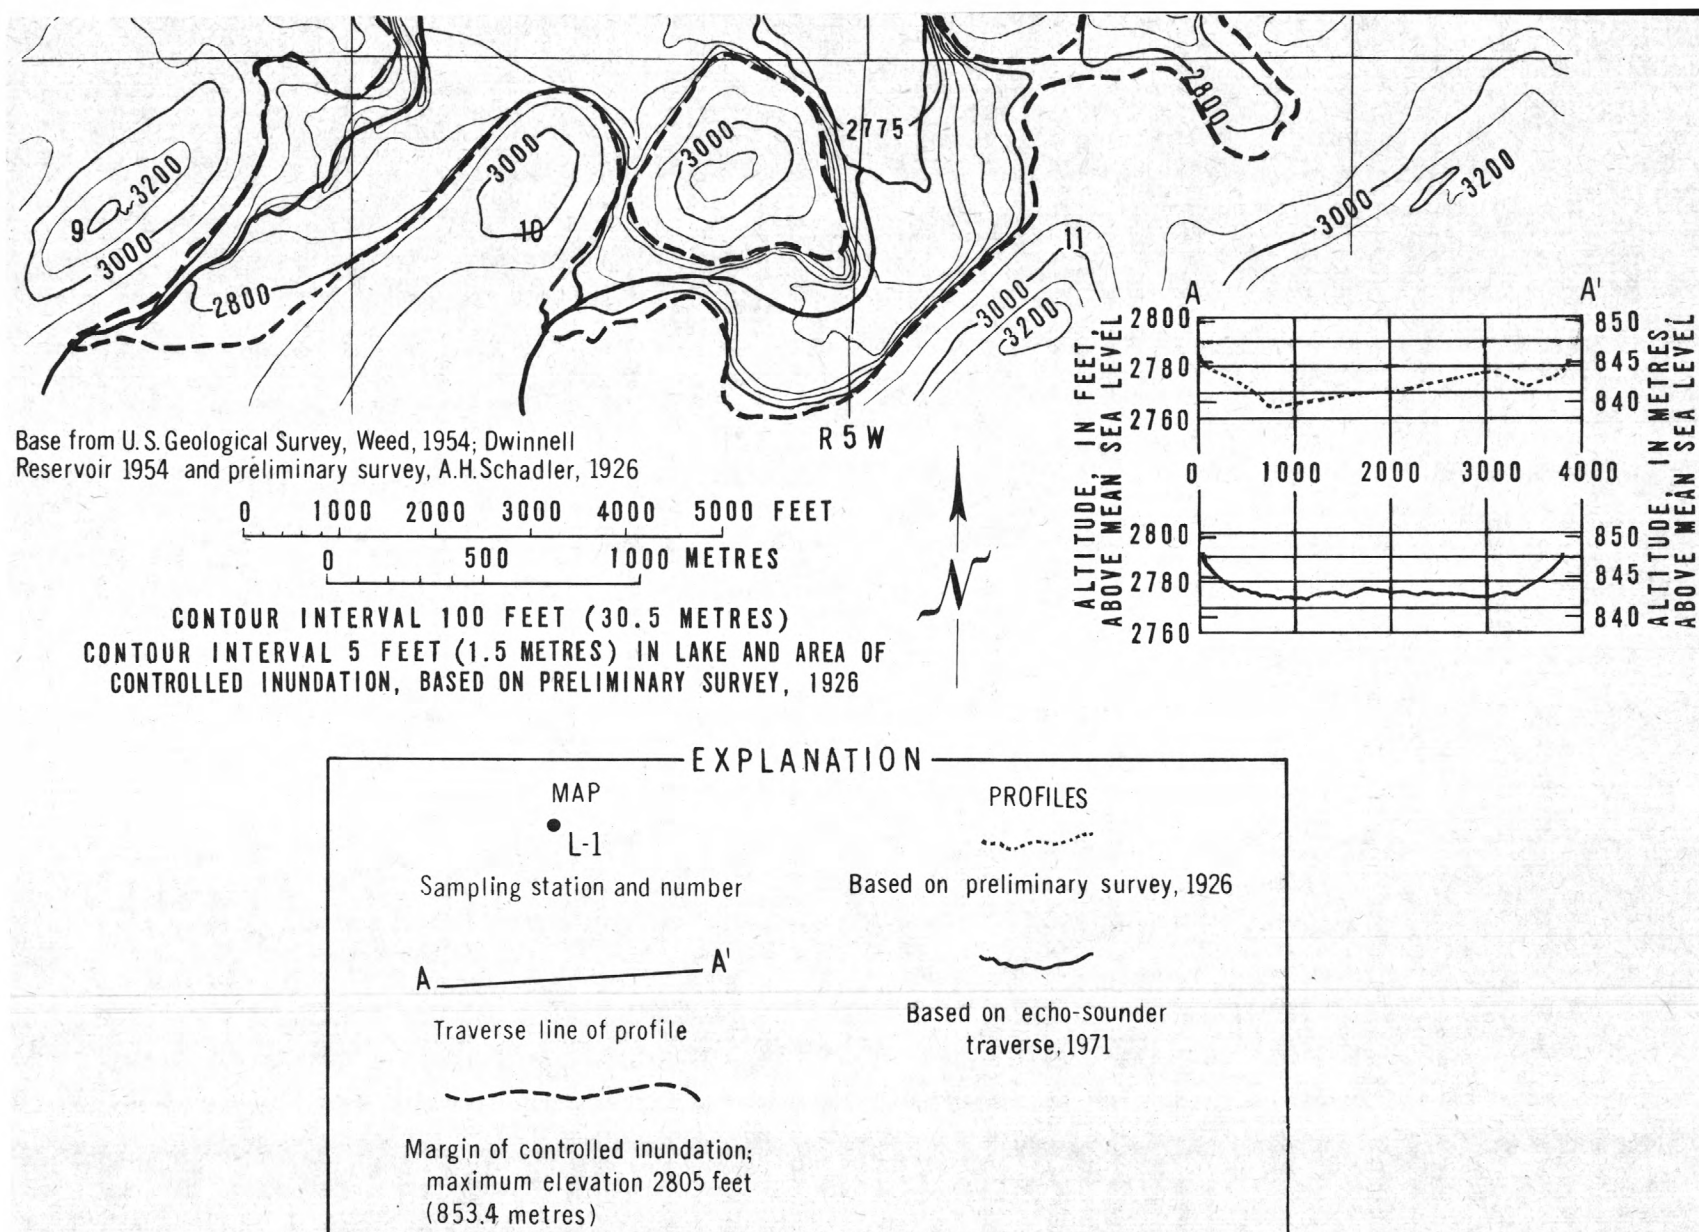 3000
3200
9
3000
2800
3000
10
3000
2775
2800
3000
3200
11
3000
3200
R 5 W
Base from U.S. Geological Survey, Weed, 1954; Dwinnell
Reservoir 1954 and preliminary survey, A.H. Schadler, 1926
0 1000 2000 3000 4000 5000 FEET
0 500 1000 METRES
CONTOUR INTERVAL 100 FEET (30.5 METRES)
CONTOUR INTERVAL 5 FEET (1.5 METRES) IN LAKE AND AREA OF
CONTROLLED INUNDATION, BASED ON PRELIMINARY SURVEY, 1926
N
A A'
ALTITUDE, IN FEET,
ABOVE MEAN SEA LEVEL
2800
2780
2760
850
845
840
0 1000 2000 3000 4000
2800
2780
2760
850
845
840
ALTITUDE, IN METRES,
ABOVE MEAN SEA LEVEL
EXPLANATION
MAP
L-1
Sampling station and number
A A'
Traverse line of profile
Margin of controlled inundation;
maximum elevation 2805 feet
(853.4 metres)
PROFILES
Based on preliminary survey, 1926
Based on echo-sounder
traverse, 1971